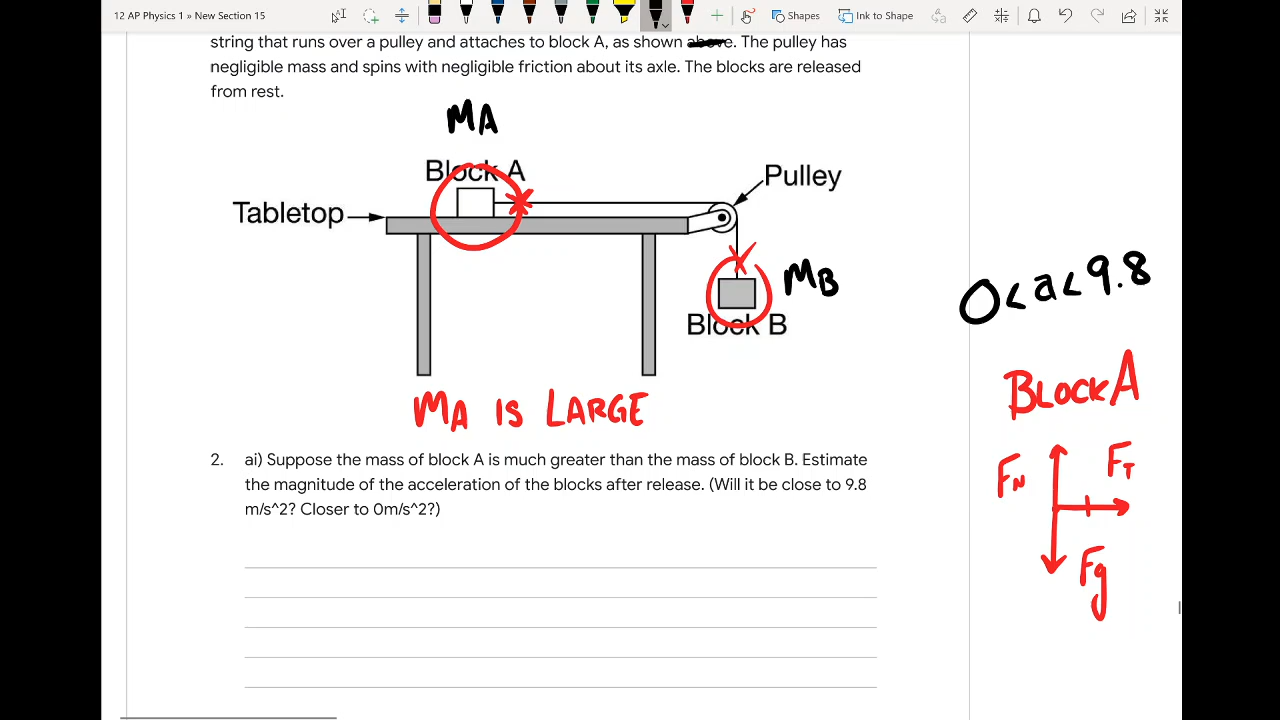 12 AP Physics 1 » New Section 15
Shapes
Ink to Shape
string that runs over a pulley and attaches to block A, as shown above. The pulley has
negligible mass and spins with negligible friction about its axle. The blocks are released
from rest.
MA
Block A
Pulley
Tabletop
MB
Block B
0<a<9.8
BLOCK A
MA IS LARGE
FN
FT
Fg
2. ai) Suppose the mass of block A is much greater than the mass of block B. Estimate
the magnitude of the acceleration of the blocks after release. (Will it be close to 9.8
m/s^2? Closer to 0m/s^2?)